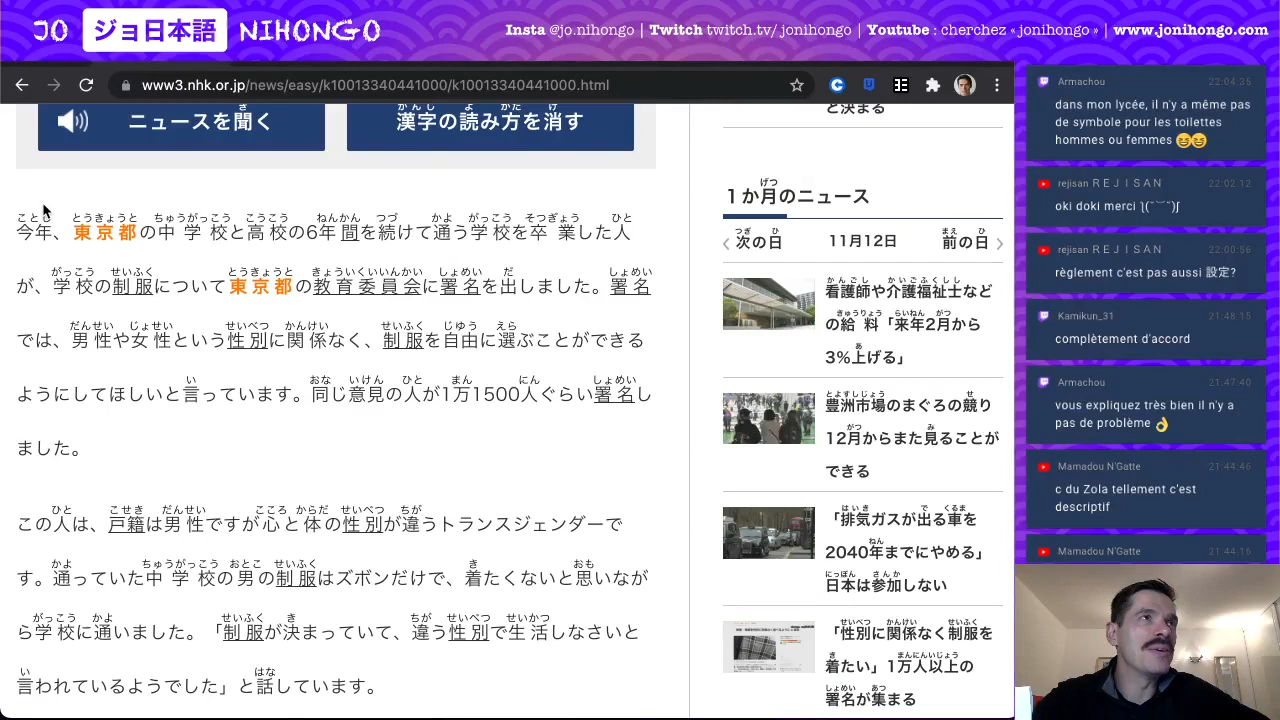 JO ジョ日本語 NIHONGO
Insta @jo.nihongo | Twitch twitch.tv/jonihongo | Youtube : cherchez « jonihongo » | www.jonihongo.com
www3.nhk.or.jp/news/easy/k10013340441000/k10013340441000.html
ニュースを聞く
漢字の読み方を消す
今年、東京都の中学校と高校の6年間を続けて通う学校を卒業した人
が、学校の制服について東京都の教育委員会に署名を出しました。署名
では、男性や女性という性別に関係なく、制服を自由に選ぶことができる
ようにしてほしいと言っています。同じ意見の人が1万1500人ぐらい署名し
ました。
この人は、戸籍は男性ですが心と体の性別が違うトランスジェンダーで
す。通っていた中学校の男の制服はズボンだけで、着たくないと思いなが
ら学校に通いました。「制服が決まっていて、違う性別で生活しなさいと
言われているようでした」と話しています。
と決まる
1か月のニュース
次の日
11月12日
前の日
看護師や介護福祉士など
の給料「来年2月から
3%上げる」
豊洲市場のまぐろの競り
12月からまた見ることが
できる
「排気ガスが出る車を
2040年までにやめる」
日本は参加しない
「性別に関係なく制服を
着たい」1万人以上の
署名が集まる
Armachou 22:04:35
dans mon lycée, il n'y a même pas
de symbole pour les toilettes
hommes ou femmes 😄😄
rejisan ＲＥＪＩＳＡＮ 22:02:12
oki doki merci ƪ(˘⌣˘)ʃ
rejisan ＲＥＪＩＳＡＮ 22:00:56
règlement c'est pas aussi 設定?
Kamikun_31 21:48:15
complètement d'accord
Armachou 21:47:40
vous expliquez très bien il n'y a
pas de problème 👌
Mamadou N'Gatte 21:44:46
c du Zola tellement c'est
descriptif
Mamadou N'Gatte 21:44:16